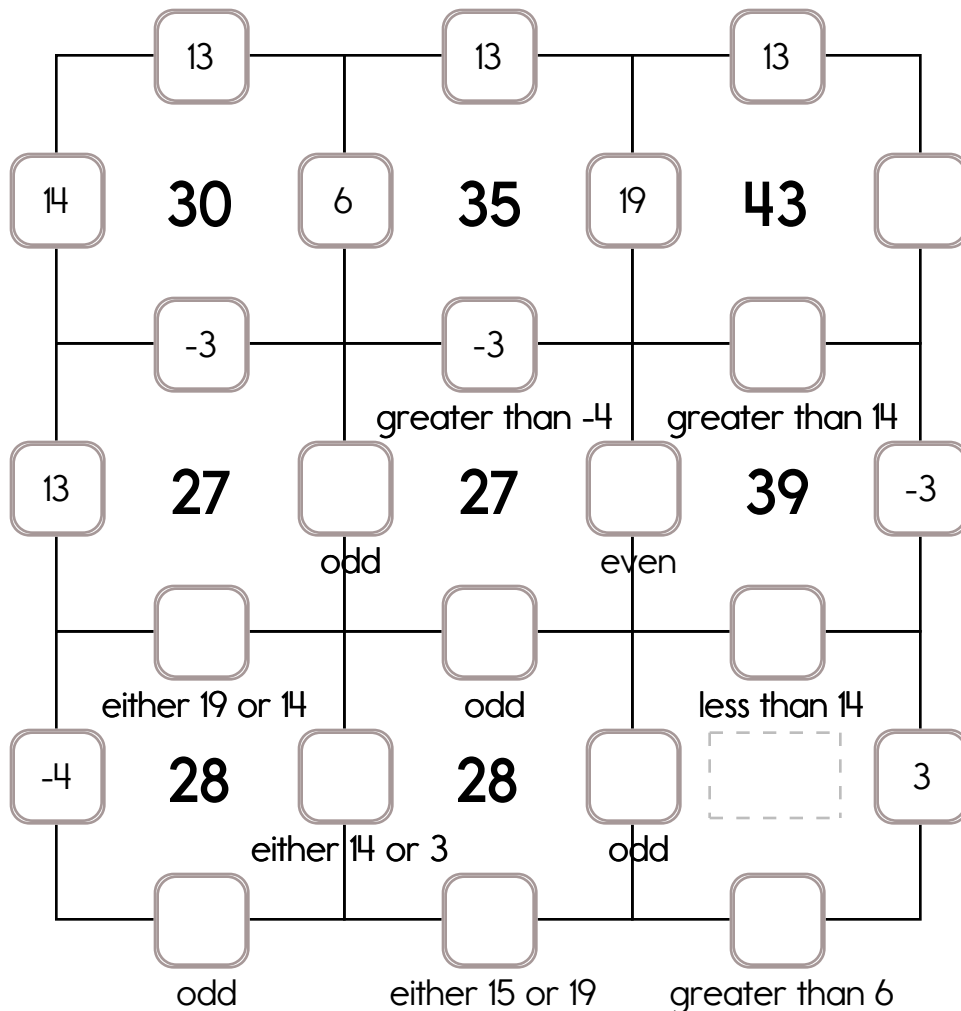 13 13 13
14 30 6 35 19 43
-3 -3
greater than -4 greater than 14
13 27 27 39 -3
odd even
either 19 or 14 odd less than 14
-4 28 28 3
either 14 or 3 odd
odd either 15 or 19 greater than 6